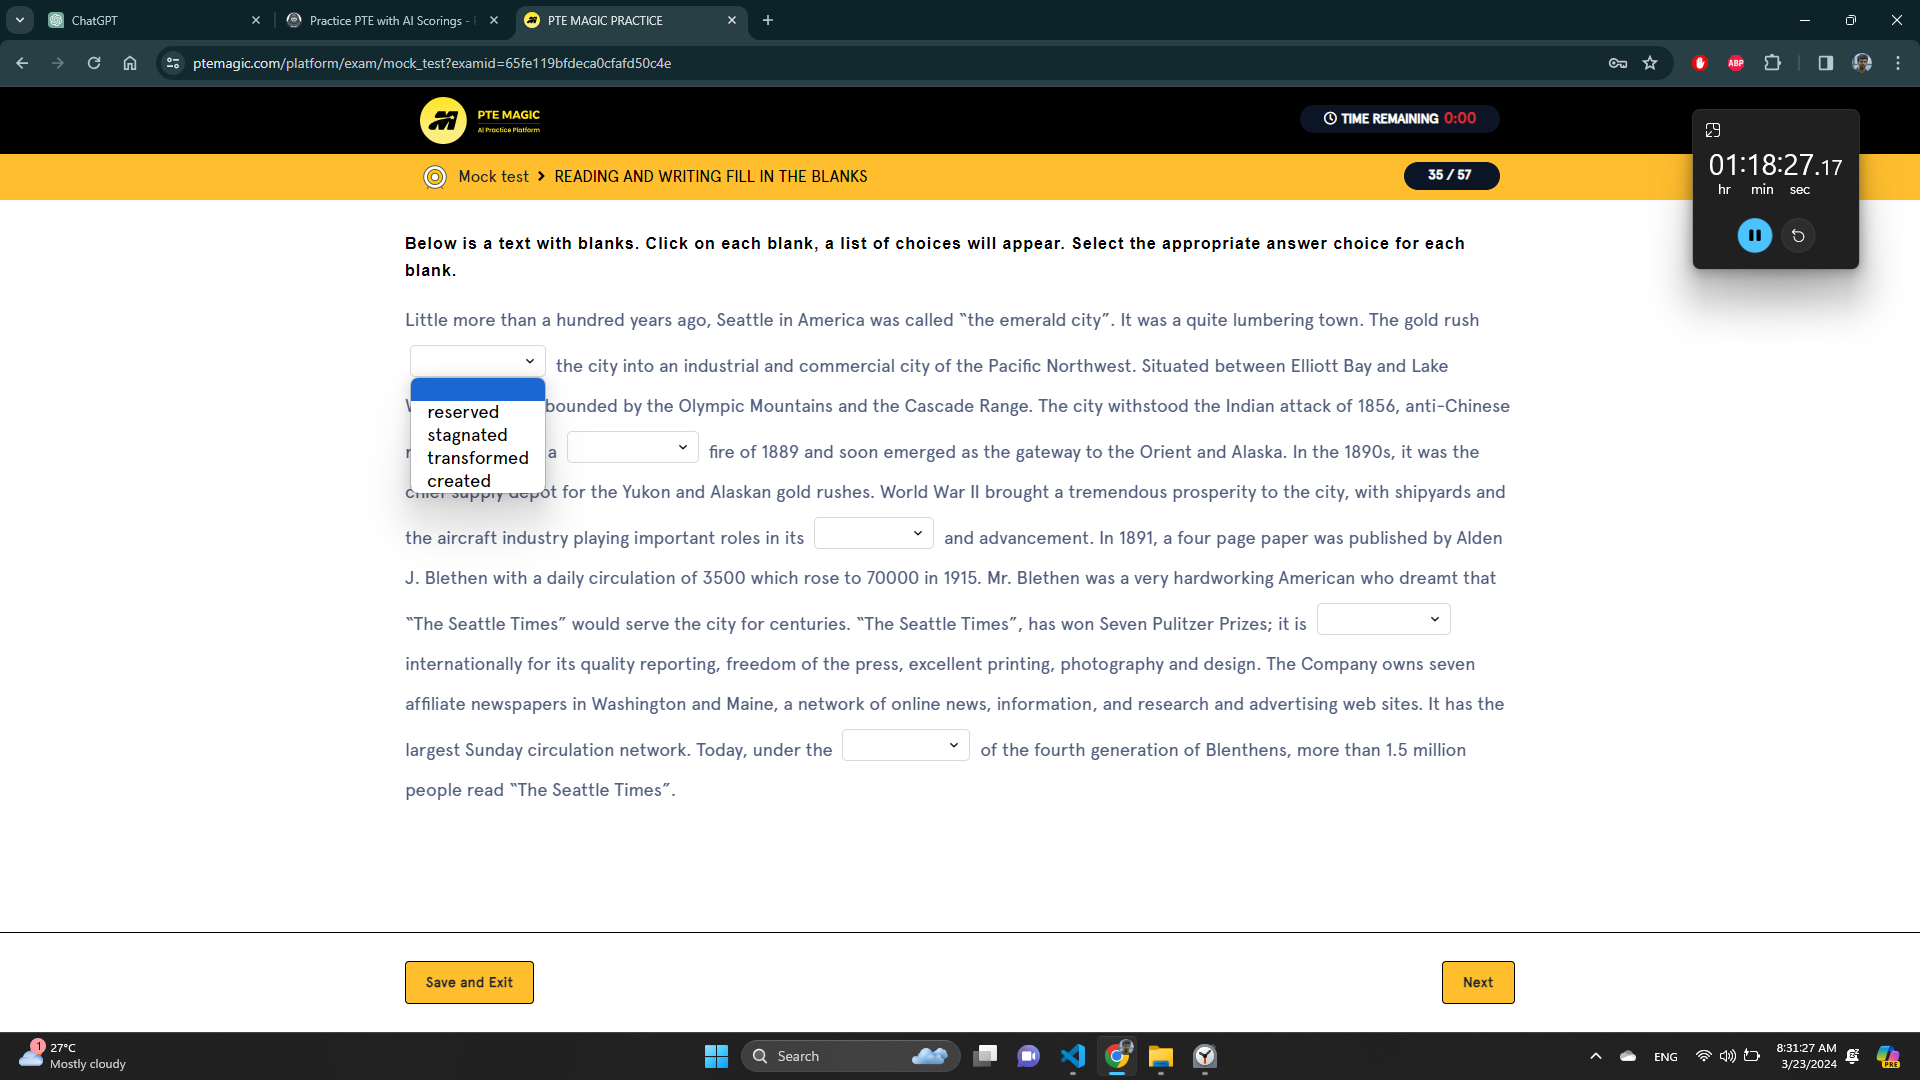 ChatGPT
Practice PTE with AI Scorings -
PTE MAGIC PRACTICE
ptemagic.com/platform/exam/mock_test?examid=65fe119bfdeca0cfafd50c4e
ABP
PTE MAGIC
AI Practice Platform
TIME REMAINING 0:00
01:18:27.17
hr min sec
Mock test > READING AND WRITING FILL IN THE BLANKS
35 / 57
Below is a text with blanks. Click on each blank, a list of choices will appear. Select the appropriate answer choice for each
blank.
Little more than a hundred years ago, Seattle in America was called “the emerald city”. It was a quite lumbering town. The gold rush
the city into an industrial and commercial city of the Pacific Northwest. Situated between Elliott Bay and Lake
bounded by the Olympic Mountains and the Cascade Range. The city withstood the Indian attack of 1856, anti-Chinese
reserved
stagnated
transformed
created
a fire of 1889 and soon emerged as the gateway to the Orient and Alaska. In the 1890s, it was the
chief supply depot for the Yukon and Alaskan gold rushes. World War II brought a tremendous prosperity to the city, with shipyards and
the aircraft industry playing important roles in its and advancement. In 1891, a four page paper was published by Alden
J. Blethen with a daily circulation of 3500 which rose to 70000 in 1915. Mr. Blethen was a very hardworking American who dreamt that
“The Seattle Times” would serve the city for centuries. “The Seattle Times”, has won Seven Pulitzer Prizes; it is
internationally for its quality reporting, freedom of the press, excellent printing, photography and design. The Company owns seven
affiliate newspapers in Washington and Maine, a network of online news, information, and research and advertising web sites. It has the
largest Sunday circulation network. Today, under the of the fourth generation of Blenthens, more than 1.5 million
people read “The Seattle Times”.
Save and Exit
Next
1
27°C
Mostly cloudy
Search
ENG
8:31:27 AM
3/23/2024
PRE